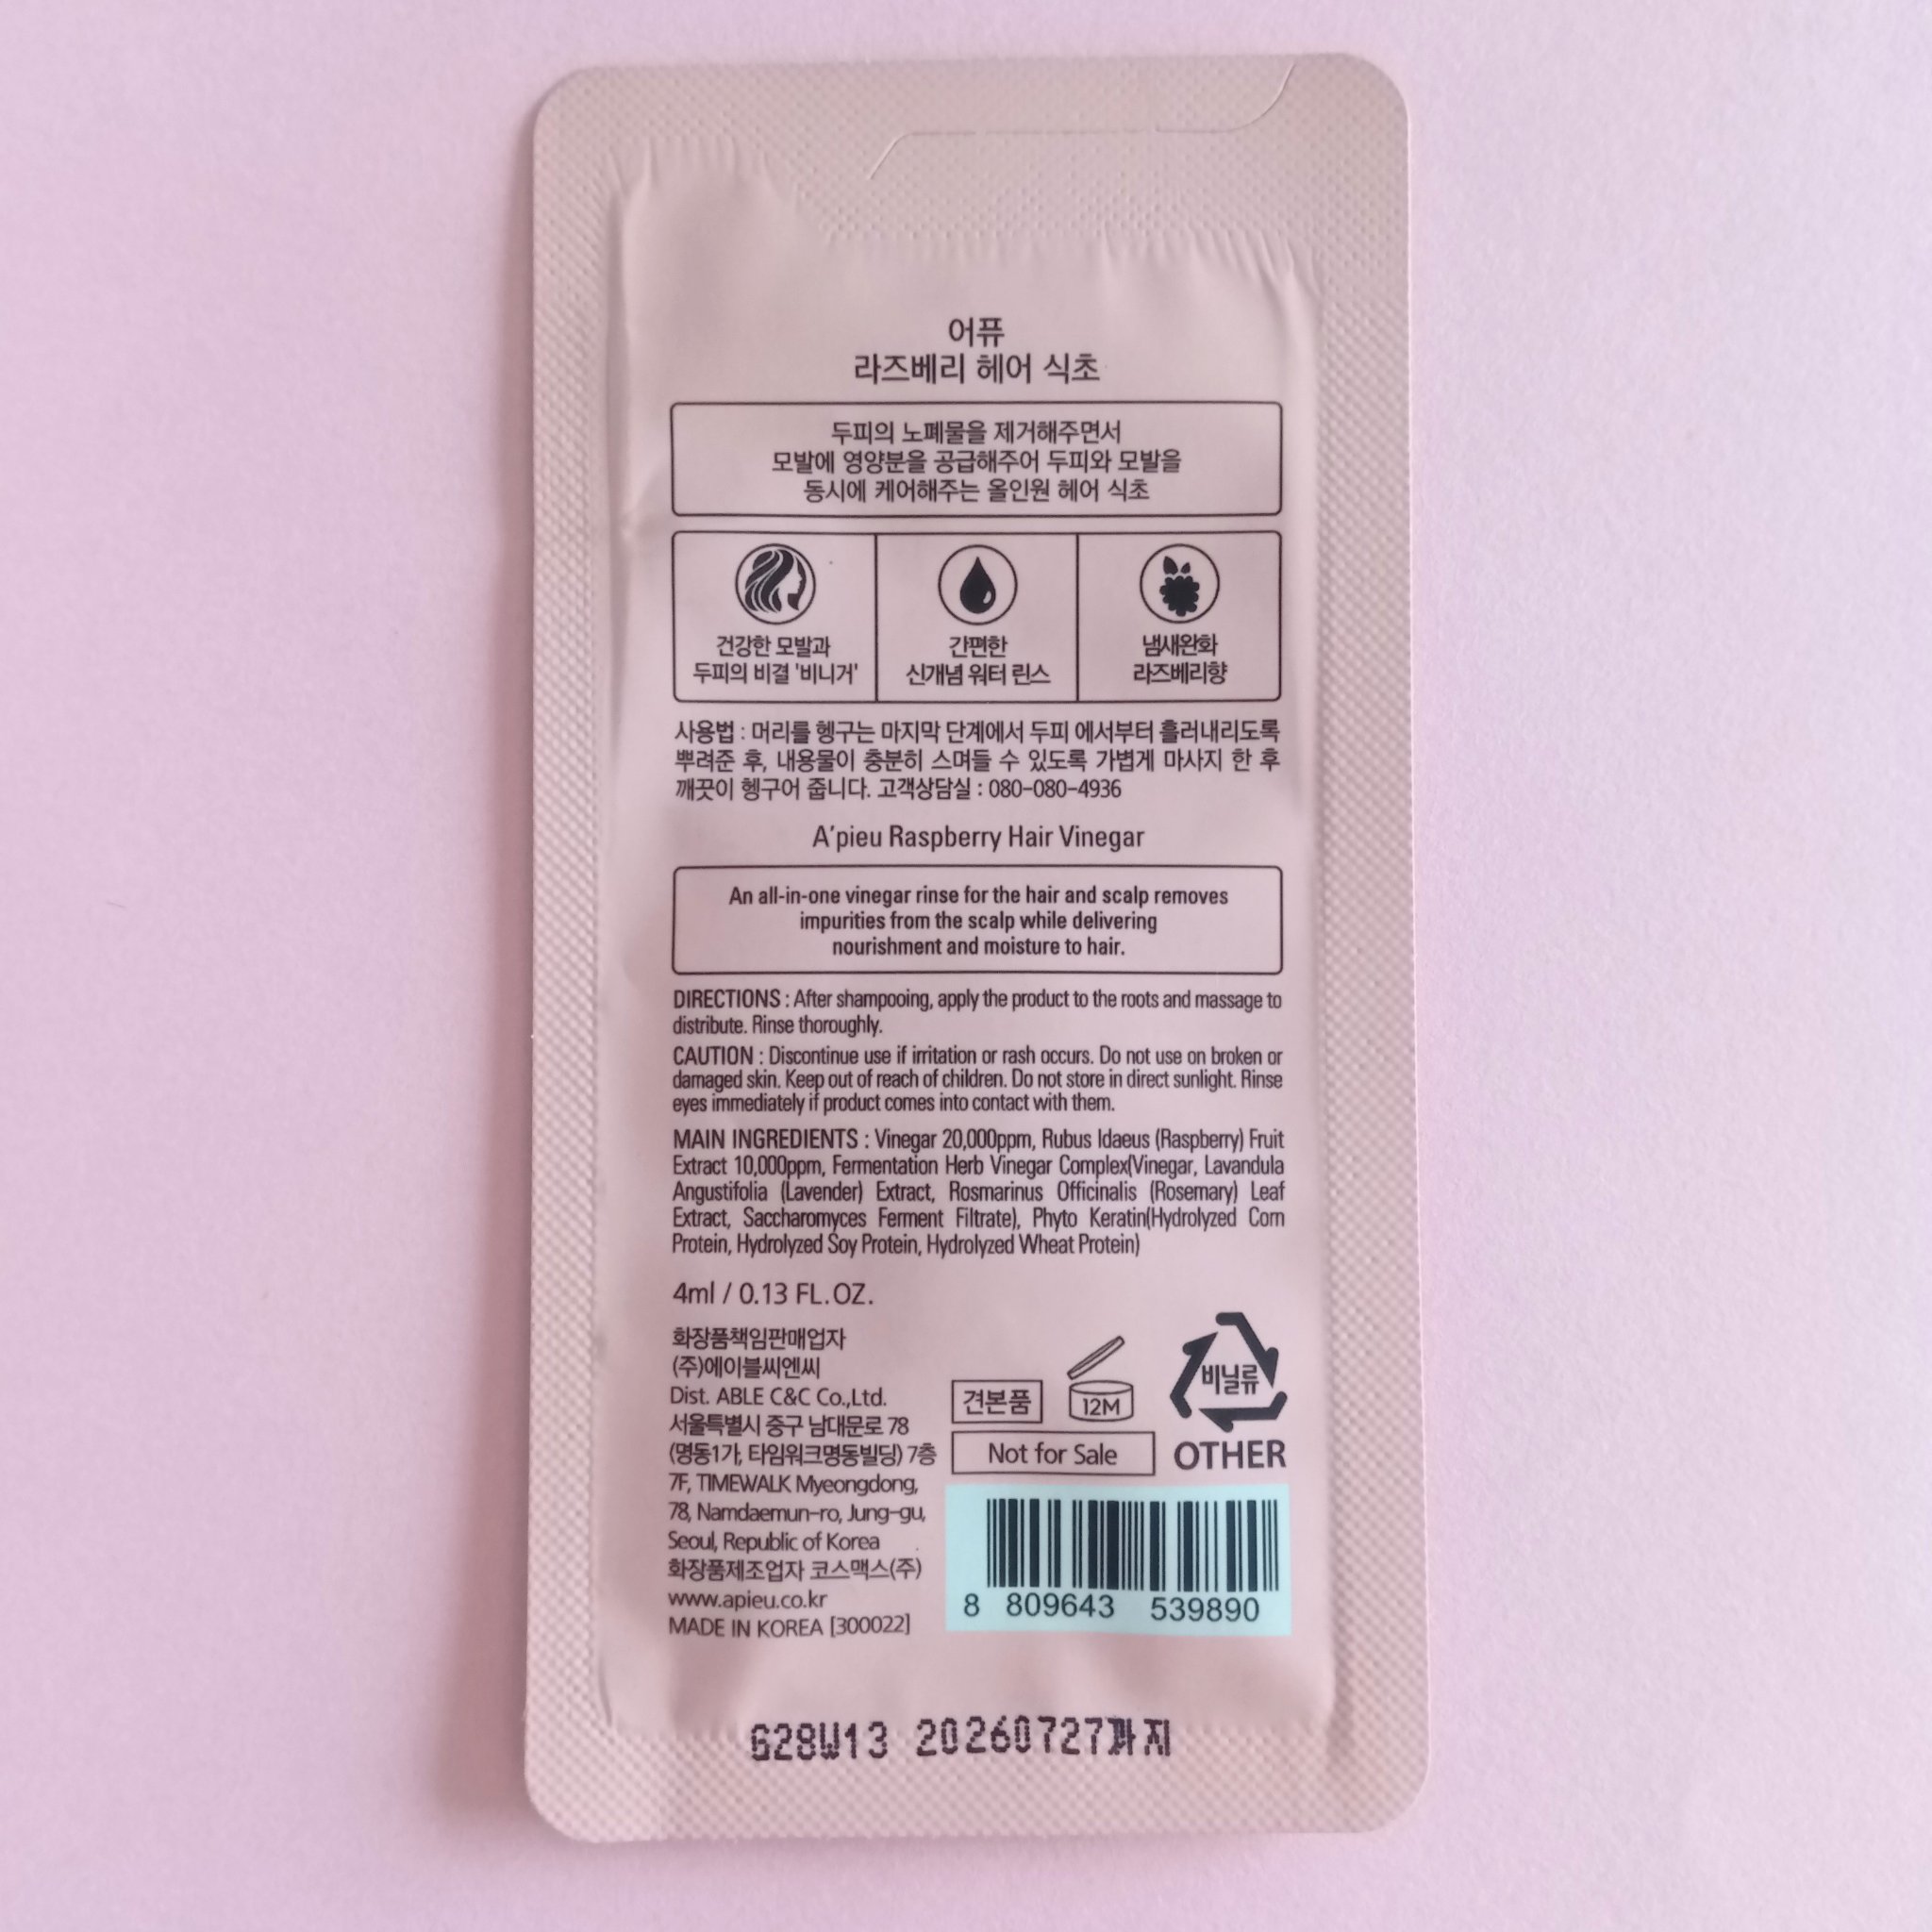 어퓨
라즈베리 헤어 식초
두피의 노폐물을 제거해주면서
모발에 영양분을 공급해주어 두피와 모발을
동시에 케어해주는 올인원 헤어 식초
건강한 모발과
두피의 비결 '비니거'
간편한
신개념 워터 린스
냄새완화
라즈베리향
사용법 : 머리를 헹구는 마지막 단계에서 두피 에서부터 흘러내리도록
뿌려준 후, 내용물이 충분히 스며들 수 있도록 가볍게 마사지 한 후
깨끗이 헹구어 줍니다. 고객상담실 : 080-080-4936
A'pieu Raspberry Hair Vinegar
An all-in-one vinegar rinse for the hair and scalp removes
impurities from the scalp while delivering
nourishment and moisture to hair.
DIRECTIONS : After shampooing, apply the product to the roots and massage to
distribute. Rinse thoroughly.
CAUTION : Discontinue use if irritation or rash occurs. Do not use on broken or
damaged skin. Keep out of reach of children. Do not store in direct sunlight. Rinse
eyes immediately if product comes into contact with them.
MAIN INGREDIENTS : Vinegar 20,000ppm, Rubus Idaeus (Raspberry) Fruit
Extract 10,000ppm, Fermentation Herb Vinegar Complex(Vinegar, Lavandula
Angustifolia (Lavender) Extract, Rosmarinus Officinalis (Rosemary) Leaf
Extract, Saccharomyces Ferment Filtrate), Phyto Keratin(Hydrolyzed Corn
Protein, Hydrolyzed Soy Protein, Hydrolyzed Wheat Protein)
4ml / 0.13 FL.OZ.
화장품책임판매업자
(주)에이블씨엔씨
Dist. ABLE C&C Co.,Ltd.
서울특별시 중구 남대문로 78
(명동1가, 타임워크명동빌딩) 7층
7F, TIMEWALK Myeongdong,
78, Namdaemun-ro, Jung-gu,
Seoul, Republic of Korea
화장품제조업자 코스맥스(주)
www.apieu.co.kr
MADE IN KOREA [300022]
견본품
12M
비닐류
Not for Sale
OTHER
8 809643 539890
G28W13 20260727까지